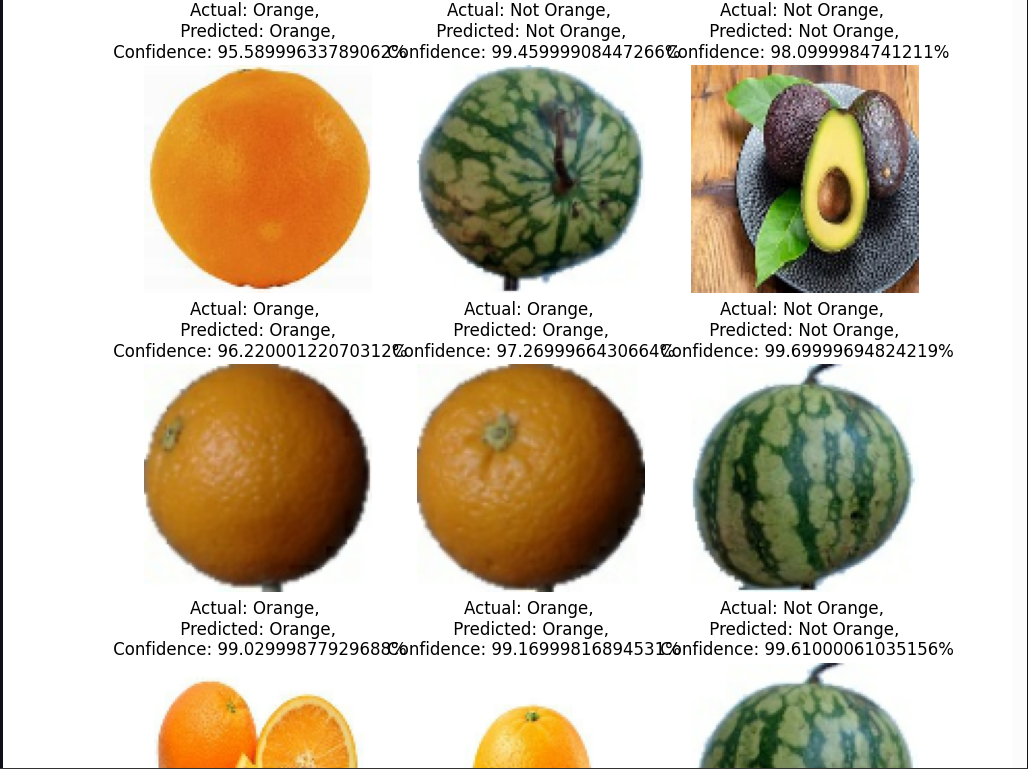 Actual: Orange,
Predicted: Orange,
Confidence: 95.58999633789062%
Actual: Not Orange,
Predicted: Not Orange,
Confidence: 99.45999908447266%
Actual: Not Orange,
Predicted: Not Orange,
Confidence: 98.0999984741211%
Actual: Orange,
Predicted: Orange,
Confidence: 96.22000122070312%
Actual: Orange,
Predicted: Orange,
Confidence: 97.2699966430664%
Actual: Not Orange,
Predicted: Not Orange,
Confidence: 99.69999694824219%
Actual: Orange,
Predicted: Orange,
Confidence: 99.02999877929688%
Actual: Orange,
Predicted: Orange,
Confidence: 99.16999816894531%
Actual: Not Orange,
Predicted: Not Orange,
Confidence: 99.61000061035156%